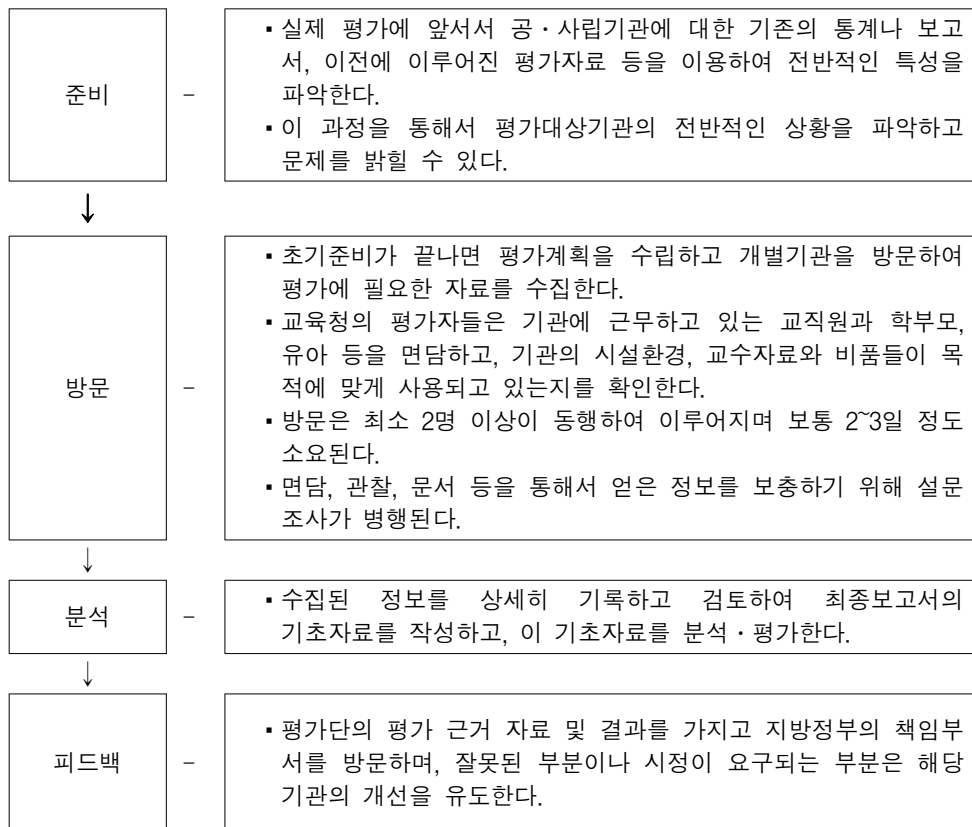 준비
-
▪ 실제 평가에 앞서서 공·사립기관에 대한 기존의 통계나 보고
서, 이전에 이루어진 평가자료 등을 이용하여 전반적인 특성을
파악한다.
▪ 이 과정을 통해서 평가대상기관의 전반적인 상황을 파악하고
문제를 밝힐 수 있다.
↓
방문
-
▪ 초기준비가 끝나면 평가계획을 수립하고 개별기관을 방문하여
평가에 필요한 자료를 수집한다.
▪ 교육청의 평가자들은 기관에 근무하고 있는 교직원과 학부모,
유아 등을 면담하고, 기관의 시설환경, 교수자료와 비품들이 목
적에 맞게 사용되고 있는지를 확인한다.
▪ 방문은 최소 2명 이상이 동행하여 이루어지며 보통 2~3일 정도
소요된다.
▪ 면담, 관찰, 문서 등을 통해서 얻은 정보를 보충하기 위해 설문
조사가 병행된다.
↓
분석
-
▪ 수집된 정보를 상세히 기록하고 검토하여 최종보고서의
기초자료를 작성하고, 이 기초자료를 분석·평가한다.
↓
피드백
-
▪ 평가단의 평가 근거 자료 및 결과를 가지고 지방정부의 책임부
서를 방문하며, 잘못된 부분이나 시정이 요구되는 부분은 해당
기관의 개선을 유도한다.